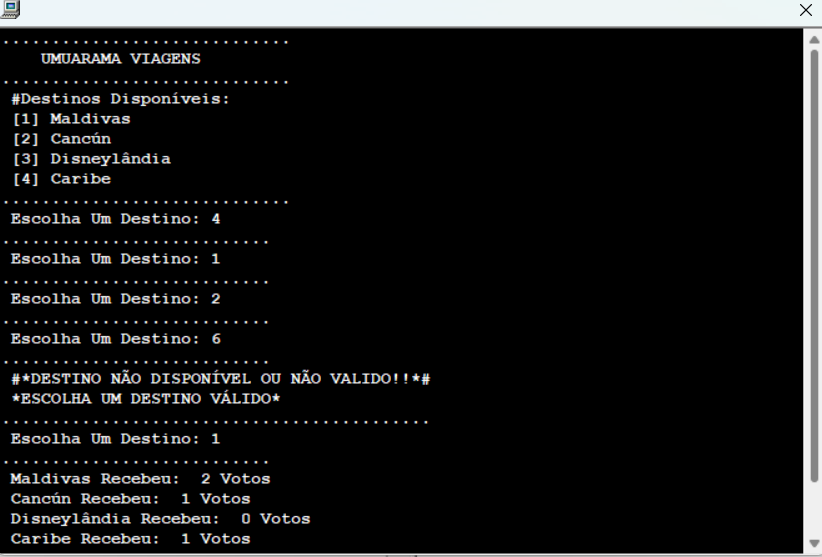 .............................
UMUARAMA VIAGENS
.............................
#Destinos Disponíveis:
[1] Maldivas
[2] Cancún
[3] Disneylândia
[4] Caribe
.............................
Escolha Um Destino: 4
...........................
Escolha Um Destino: 1
...........................
Escolha Um Destino: 2
...........................
Escolha Um Destino: 6
...........................
#*DESTINO NÃO DISPONÍVEL OU NÃO VALIDO!!*#
*ESCOLHA UM DESTINO VÁLIDO*
...........................................
Escolha Um Destino: 1
...........................
Maldivas Recebeu:  2 Votos
Cancún Recebeu:  1 Votos
Disneylândia Recebeu:  0 Votos
Caribe Recebeu:  1 Votos